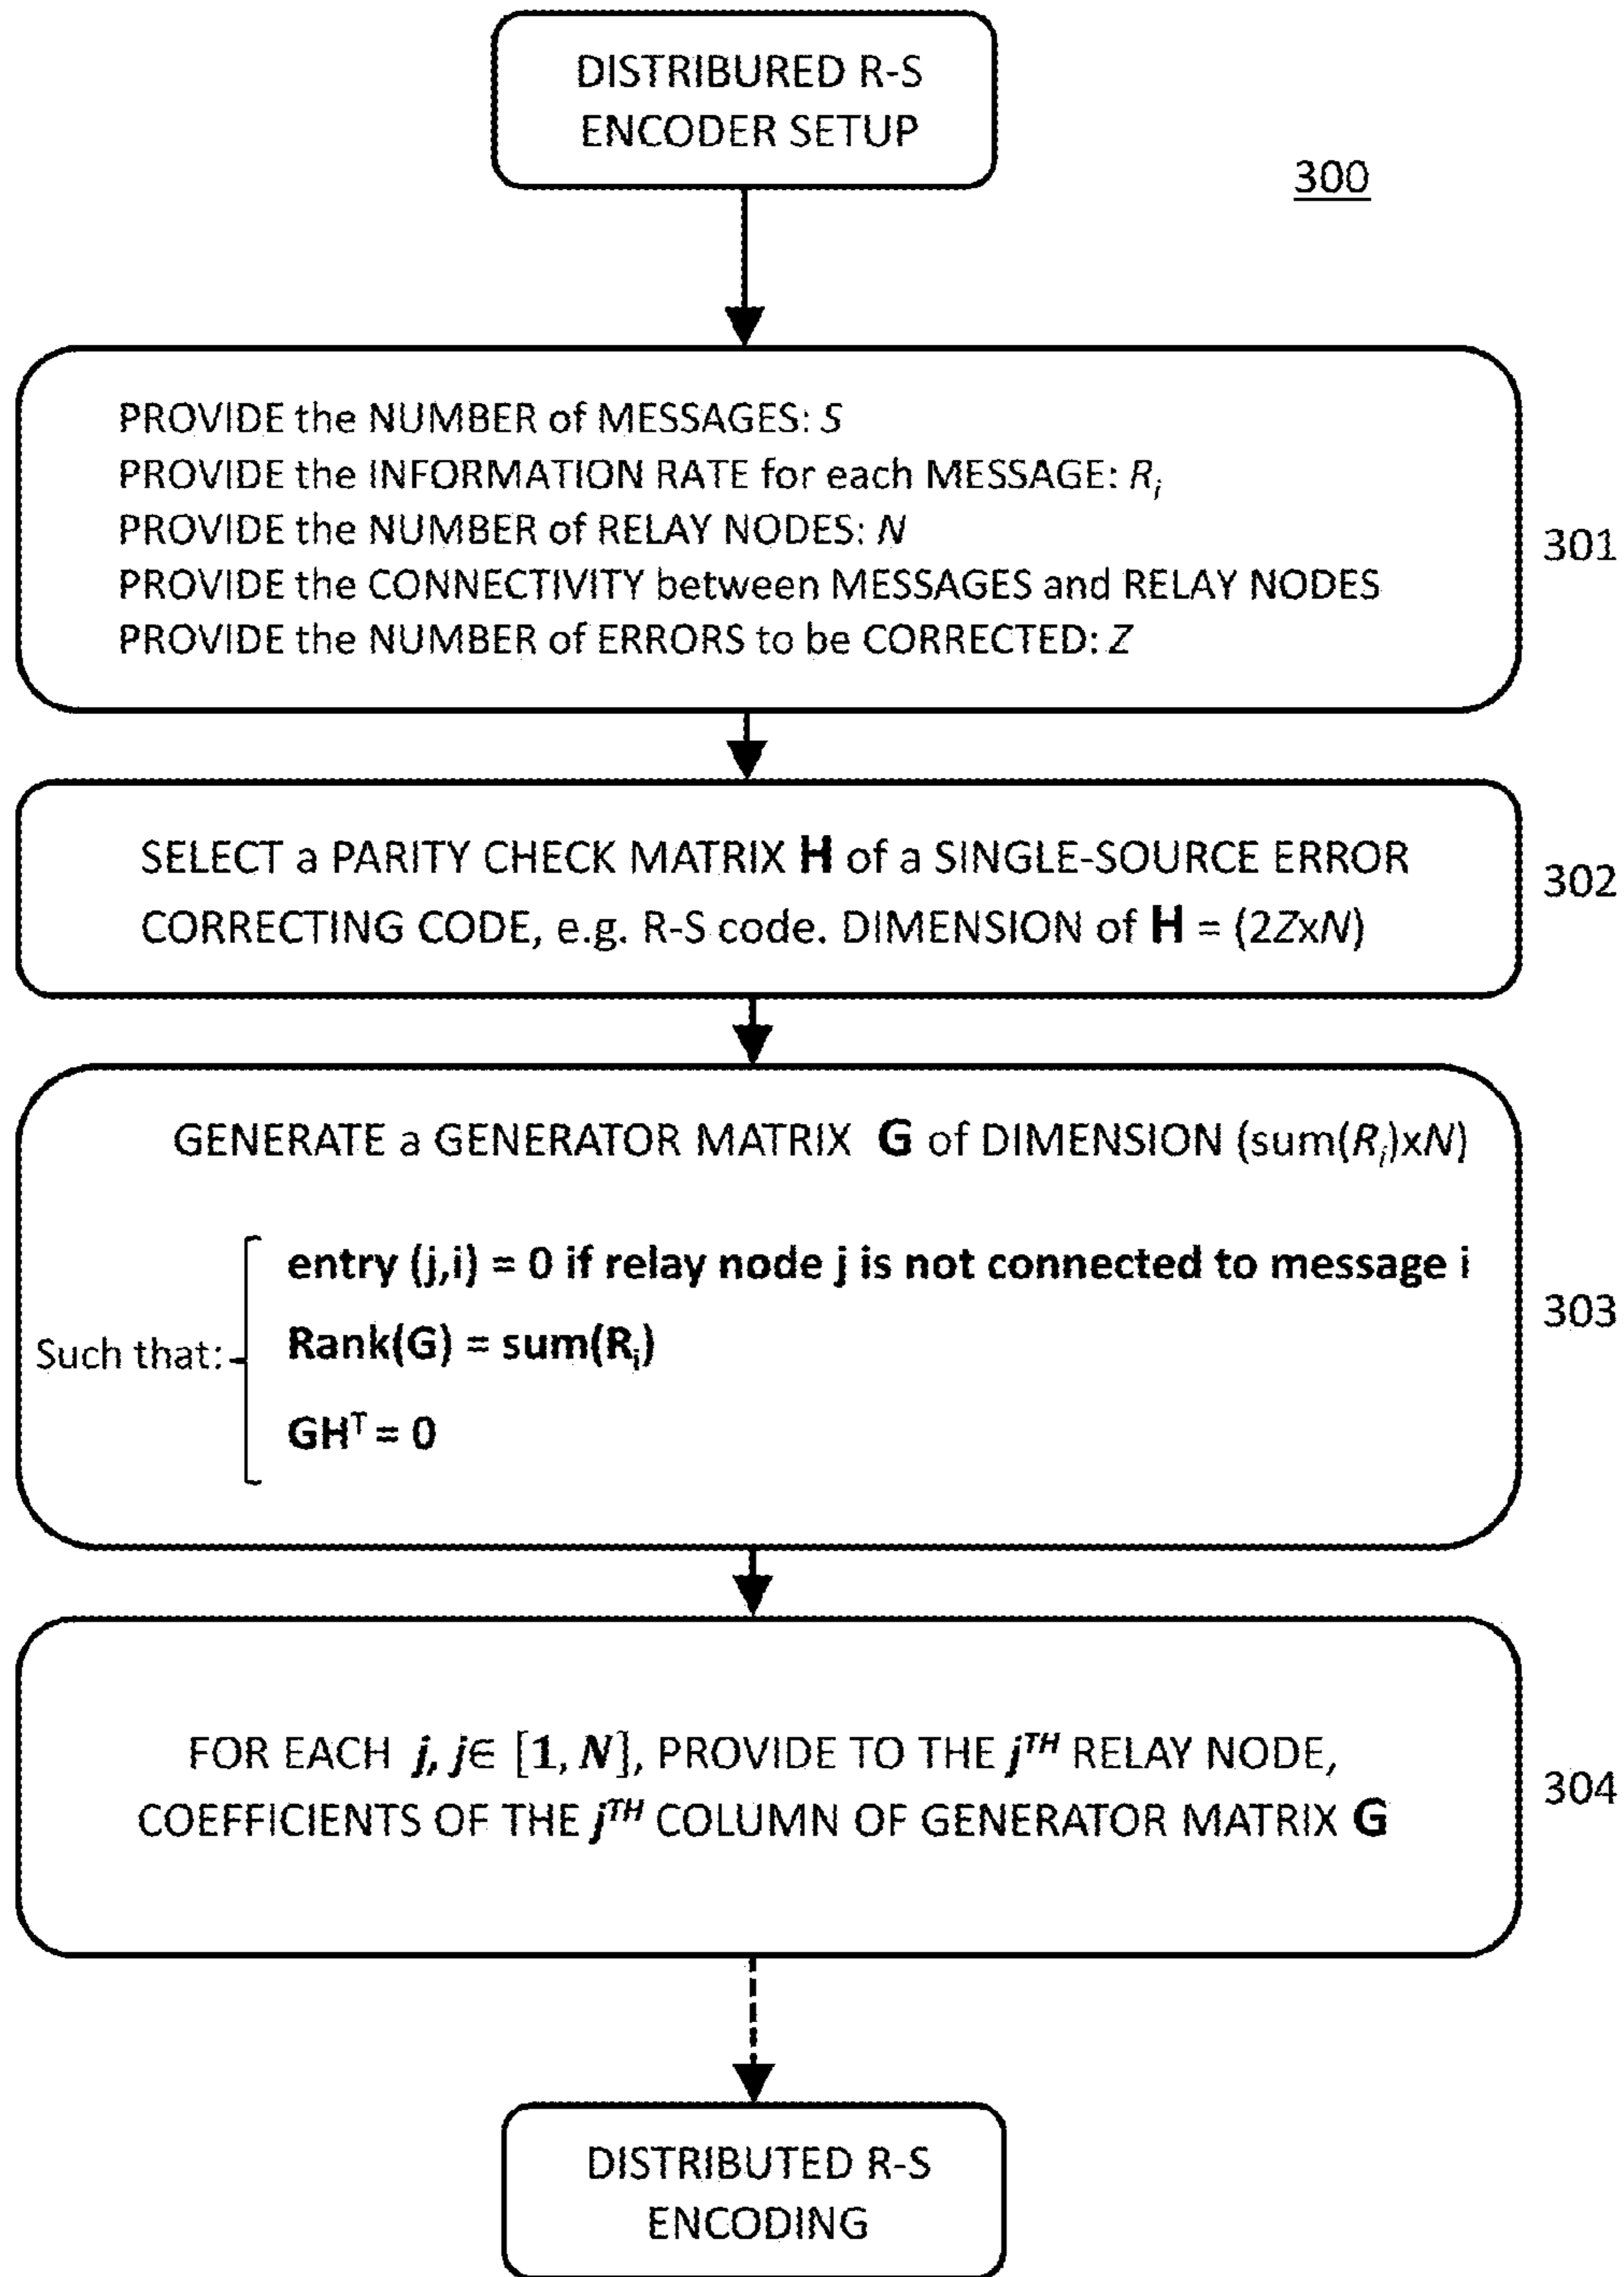 DISTRIBURED R-S
ENCODER SETUP
300
PROVIDE the NUMBER of MESSAGES: S
PROVIDE the INFORMATION RATE for each MESSAGE: Rᵢ
PROVIDE the NUMBER of RELAY NODES: N
PROVIDE the CONNECTIVITY between MESSAGES and RELAY NODES
PROVIDE the NUMBER of ERRORS to be CORRECTED: Z
301
SELECT a PARITY CHECK MATRIX H of a SINGLE-SOURCE ERROR
CORRECTING CODE, e.g. R-S code. DIMENSION of H = (2ZxN)
302
GENERATE a GENERATOR MATRIX G of DIMENSION (sum(Rᵢ)xN)
Such that:
entry (j,i) = 0 if relay node j is not connected to message i
Rank(G) = sum(Rᵢ)
GHᵀ = 0
303
FOR EACH j, j∈ [1, N], PROVIDE TO THE jᵀᴴ RELAY NODE,
COEFFICIENTS OF THE jᵀᴴ COLUMN OF GENERATOR MATRIX G
304
DISTRIBUTED R-S
ENCODING